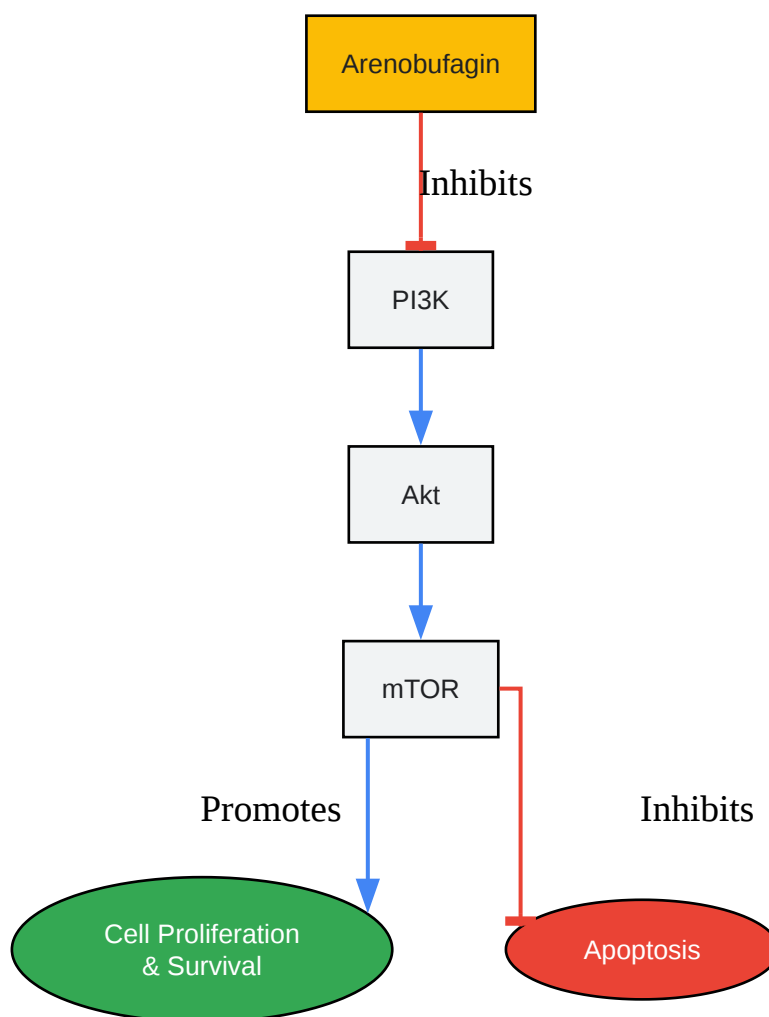 Arenobufagin
Inhibits
PI3K
Akt
mTOR
Promotes
Inhibits
Cell Proliferation
& Survival
Apoptosis